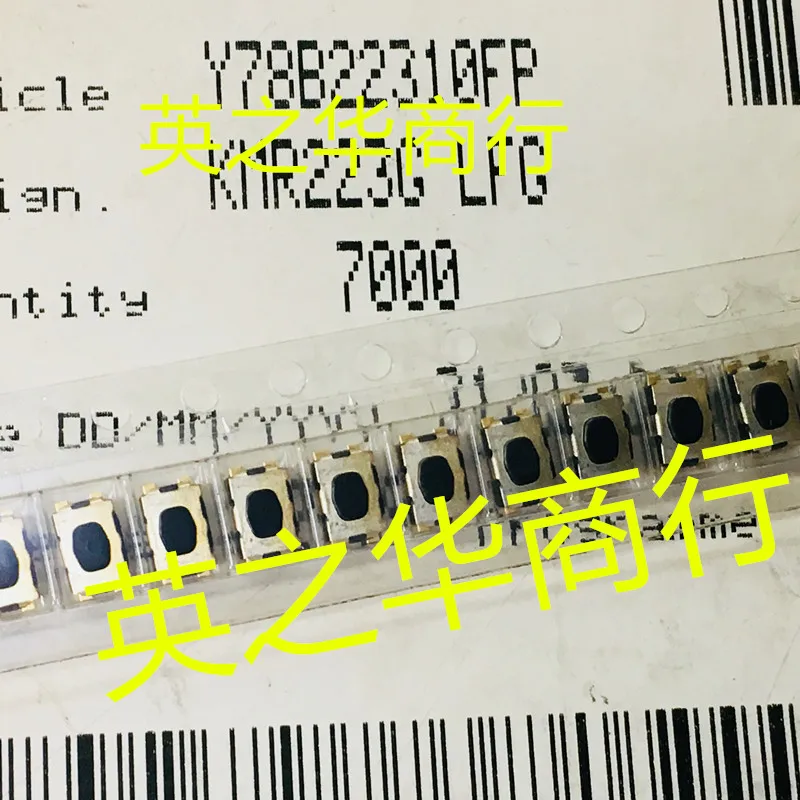 icle Y78B22310FP
英之华商行
ign. KMR223G LFG
ntity 7000
e DD/MM/YYYY
英之华商行